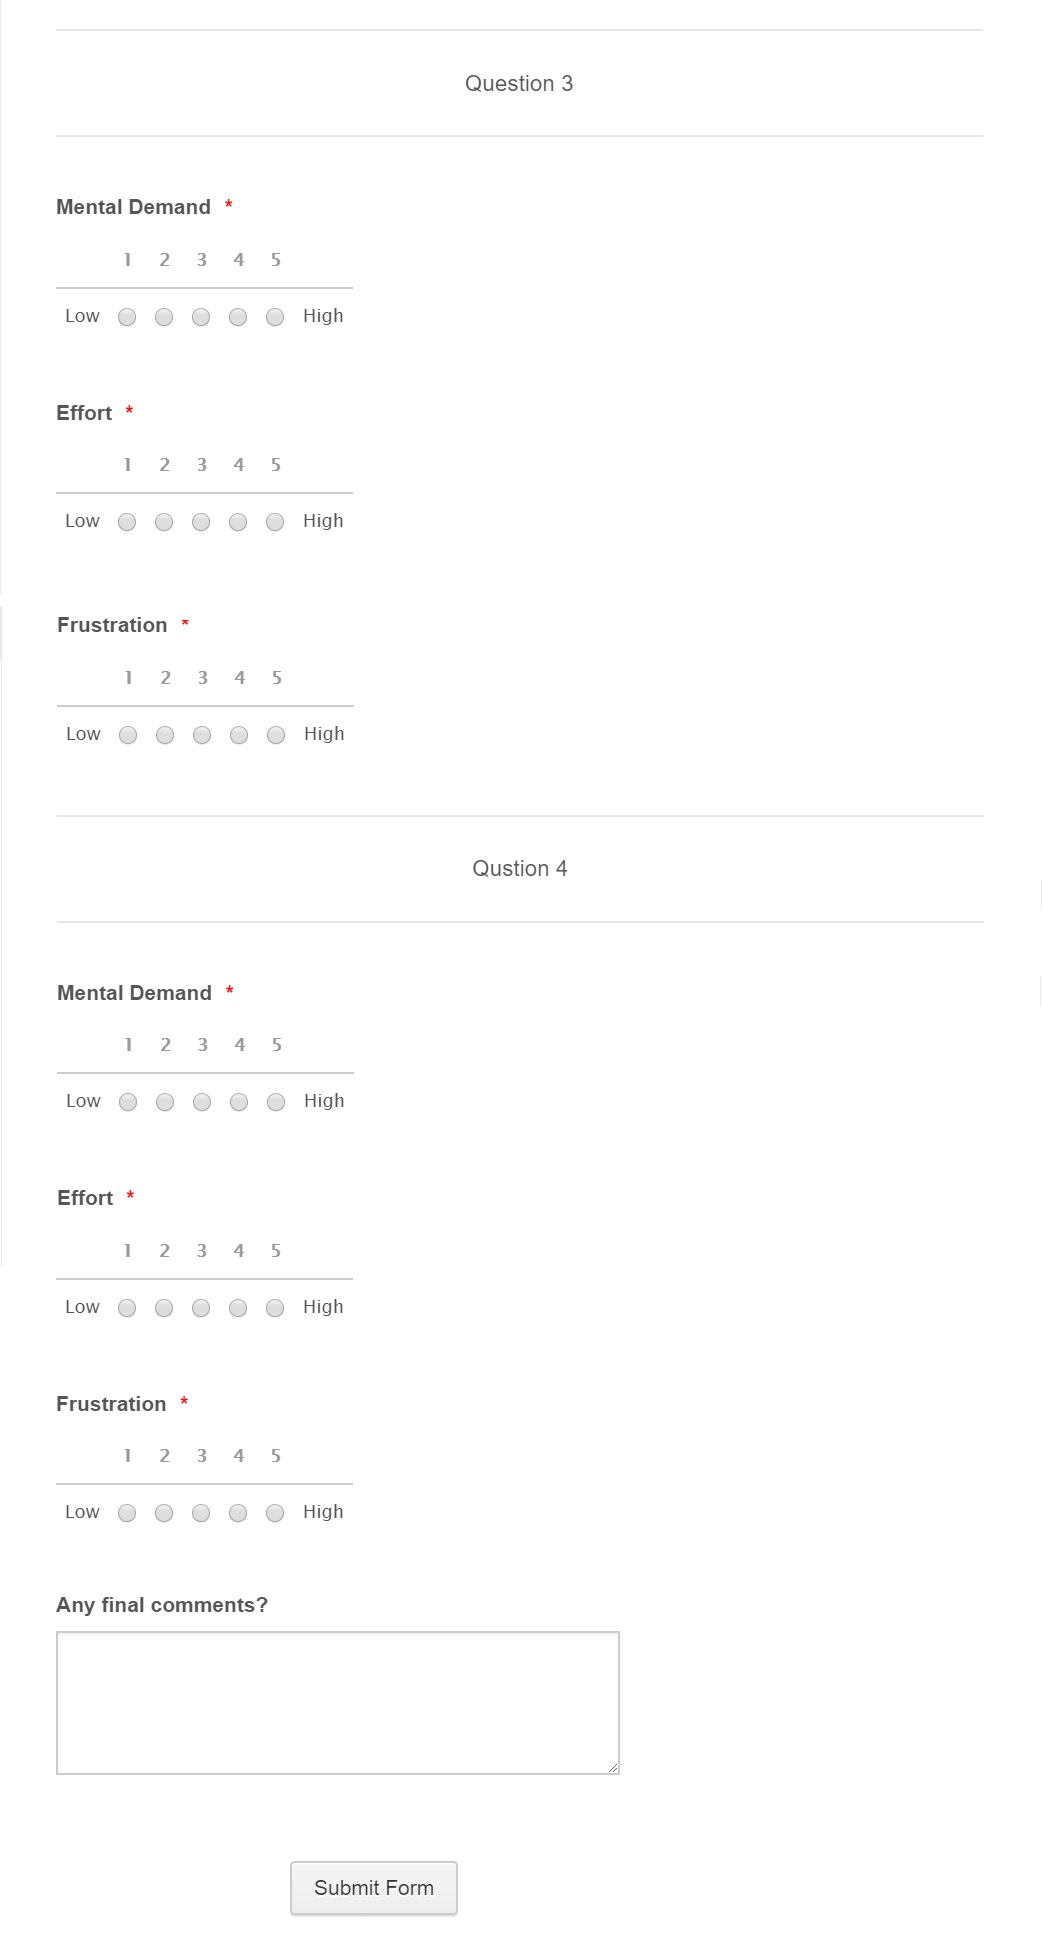 Question 3
Mental Demand *
1 2 3 4 5
Low High
Effort *
1 2 3 4 5
Low High
Frustration *
1 2 3 4 5
Low High
Qustion 4
Mental Demand *
1 2 3 4 5
Low High
Effort *
1 2 3 4 5
Low High
Frustration *
1 2 3 4 5
Low High
Any final comments?
Submit Form